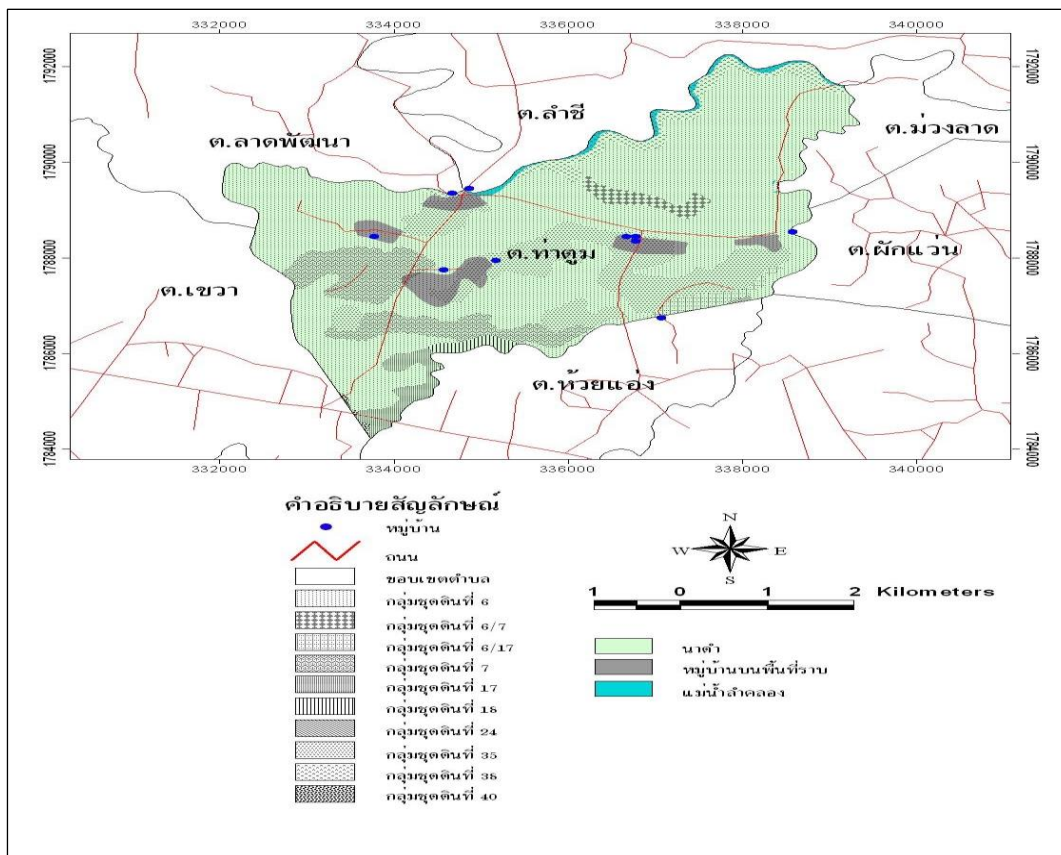 332000 334000 336000 338000 340000
1792000 1792000
ต.ลำชี
ต.ม่วงลาด
ต.ลาดพัฒนา
1790000 1790000
ต.ท่าตูม
ต.ผักแว่น
1788000 1788000
ต.เขวา
1786000 1786000
ต.ห้วยแอ่ง
1784000 1784000
332000 334000 336000 338000 340000
คำอธิบายสัญลักษณ์
หมู่บ้าน
ถนน
ขอบเขตตำบล
กลุ่มชุดดินที่ 6
กลุ่มชุดดินที่ 6/7
กลุ่มชุดดินที่ 6/17
กลุ่มชุดดินที่ 7
กลุ่มชุดดินที่ 17
กลุ่มชุดดินที่ 18
กลุ่มชุดดินที่ 24
กลุ่มชุดดินที่ 35
กลุ่มชุดดินที่ 38
กลุ่มชุดดินที่ 40
N
W E
S
1 0 1 2 Kilometers
นาดำ
หมู่บ้านบนพื้นที่ราบ
แม่น้ำลำคลอง